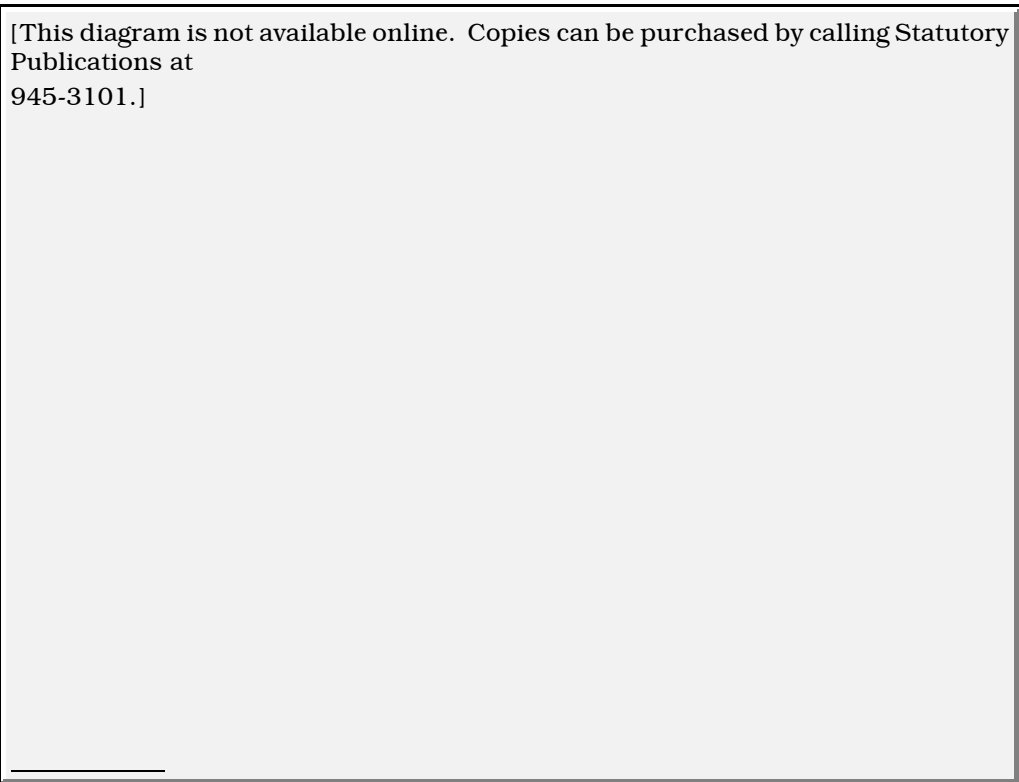 [This diagram is not available online.  Copies can be purchased by calling Statutory
Publications at
945-3101.]